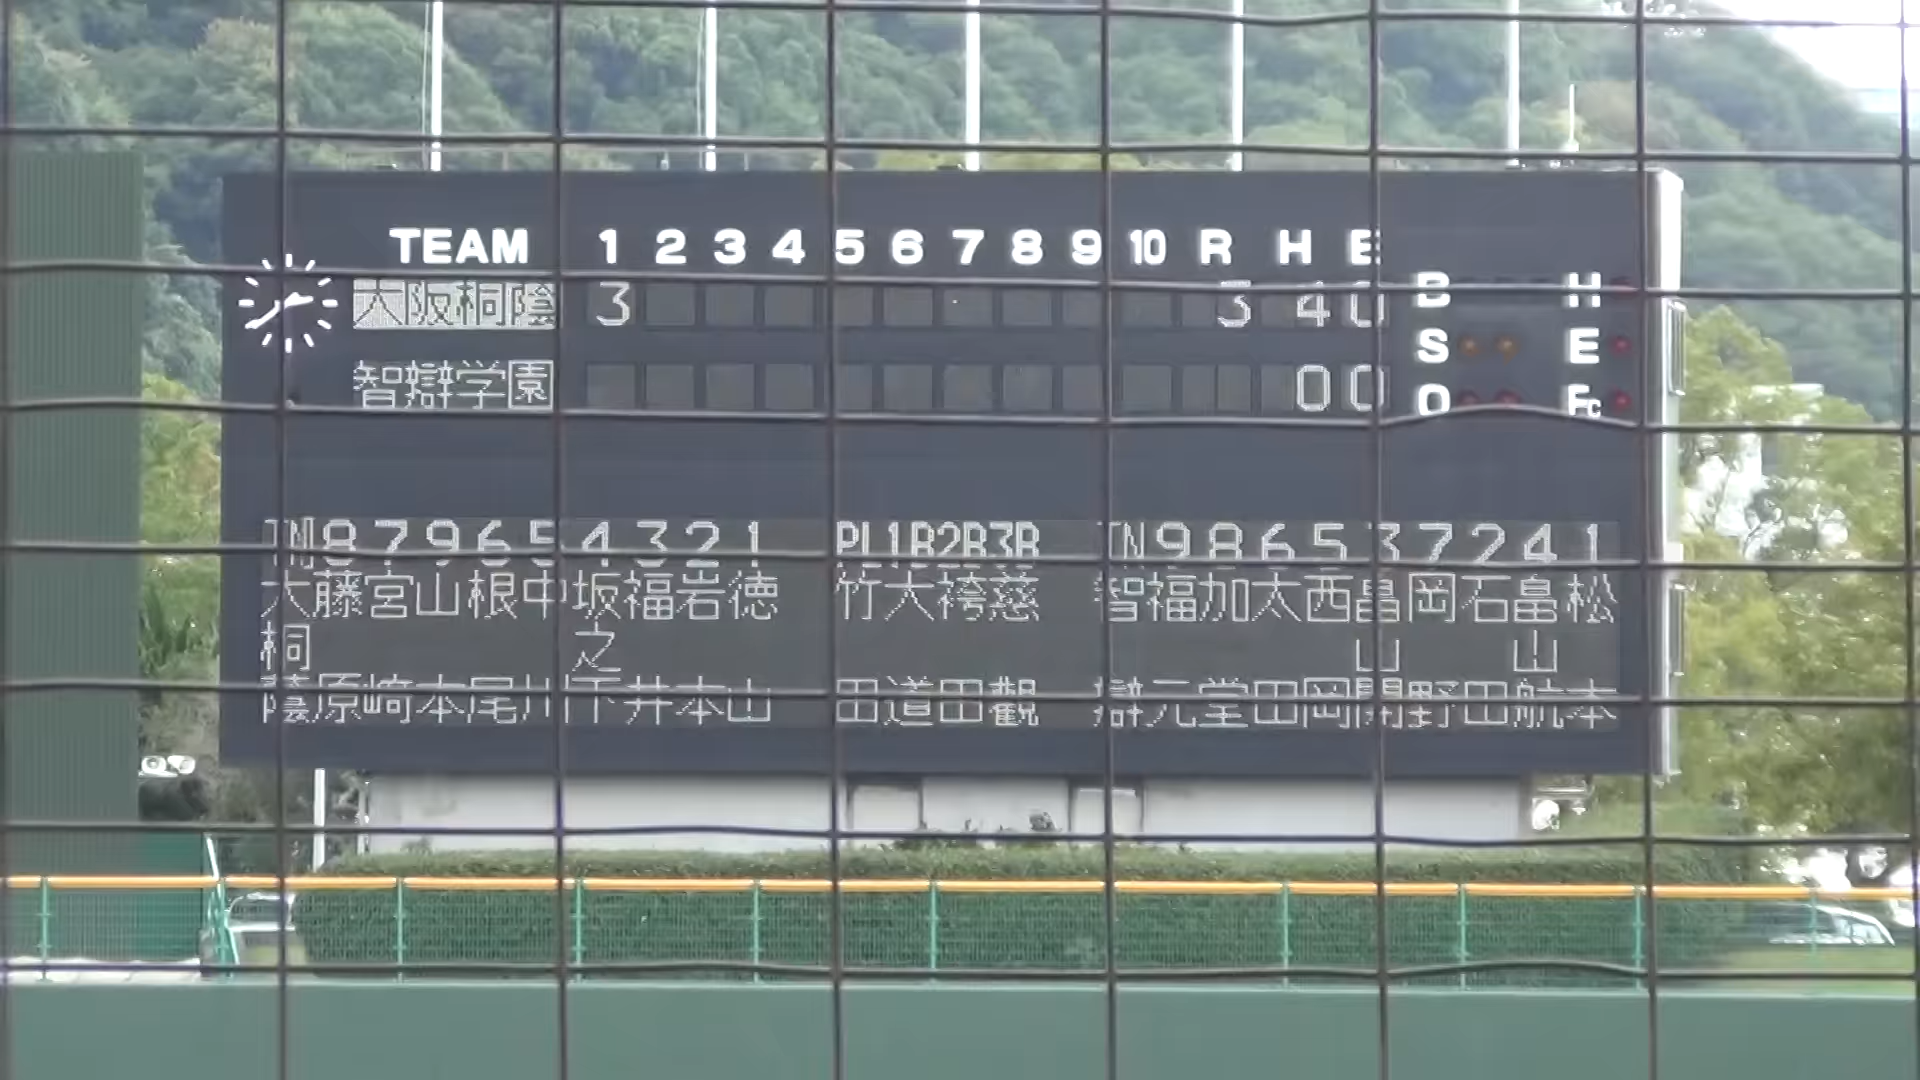 TEAM 1 2 3 4 5 6 7 8 9 10 R H E
大阪桐蔭 3 3 4 0
智辯学園 0 0
B H
S E
O Fc
TN 8 7 9 6 5 4 3 2 1 PL 1B 2B 3B TN 9 8 6 5 3 7 2 4 1
大藤宮山根中坂福岩徳 竹大袴慈 智福加太西畠岡石畠松
桐 之 山 山
蔭原崎本尾川下井本山 田道田觀 辯元堂田岡開野田航本